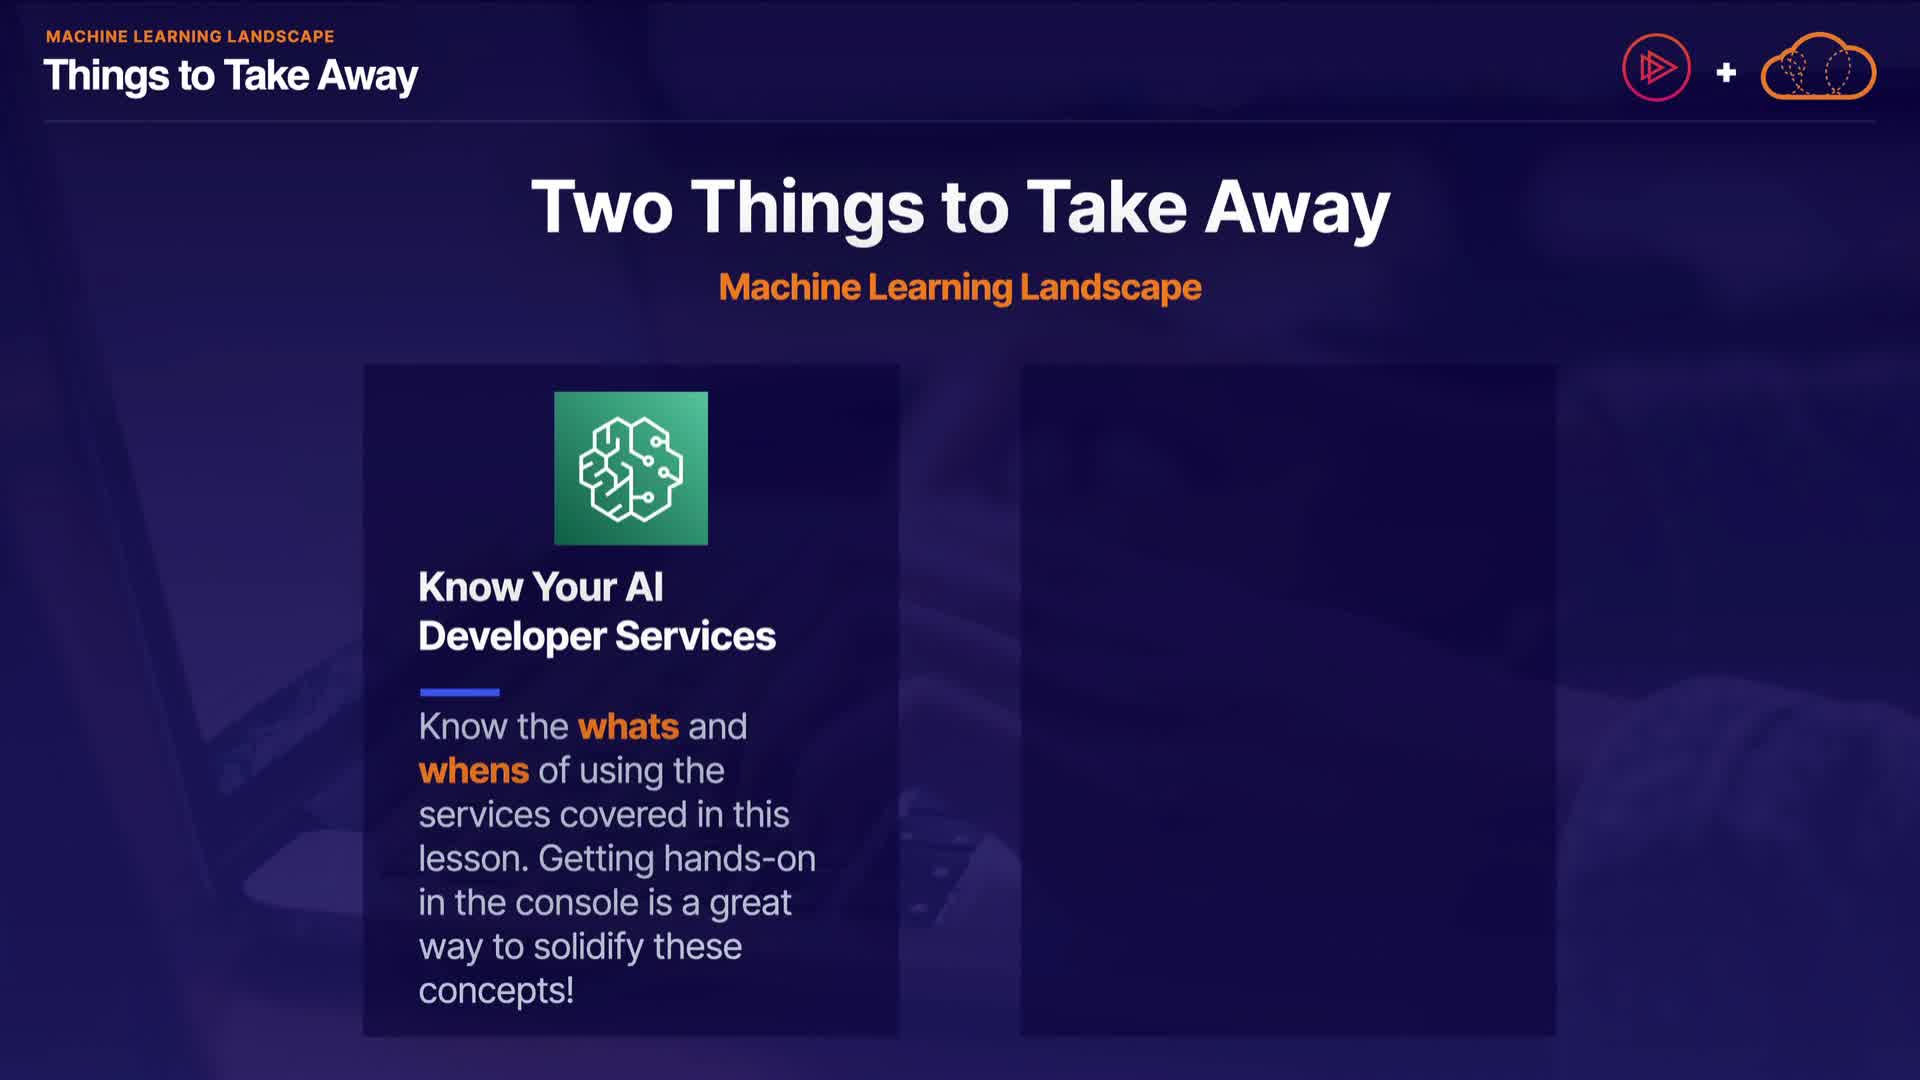 MACHINE LEARNING LANDSCAPE
Things to Take Away
Two Things to Take Away
Machine Learning Landscape
Know Your AI
Developer Services
Know the whats and
whens of using the
services covered in this
lesson. Getting hands-on
in the console is a great
way to solidify these
concepts!